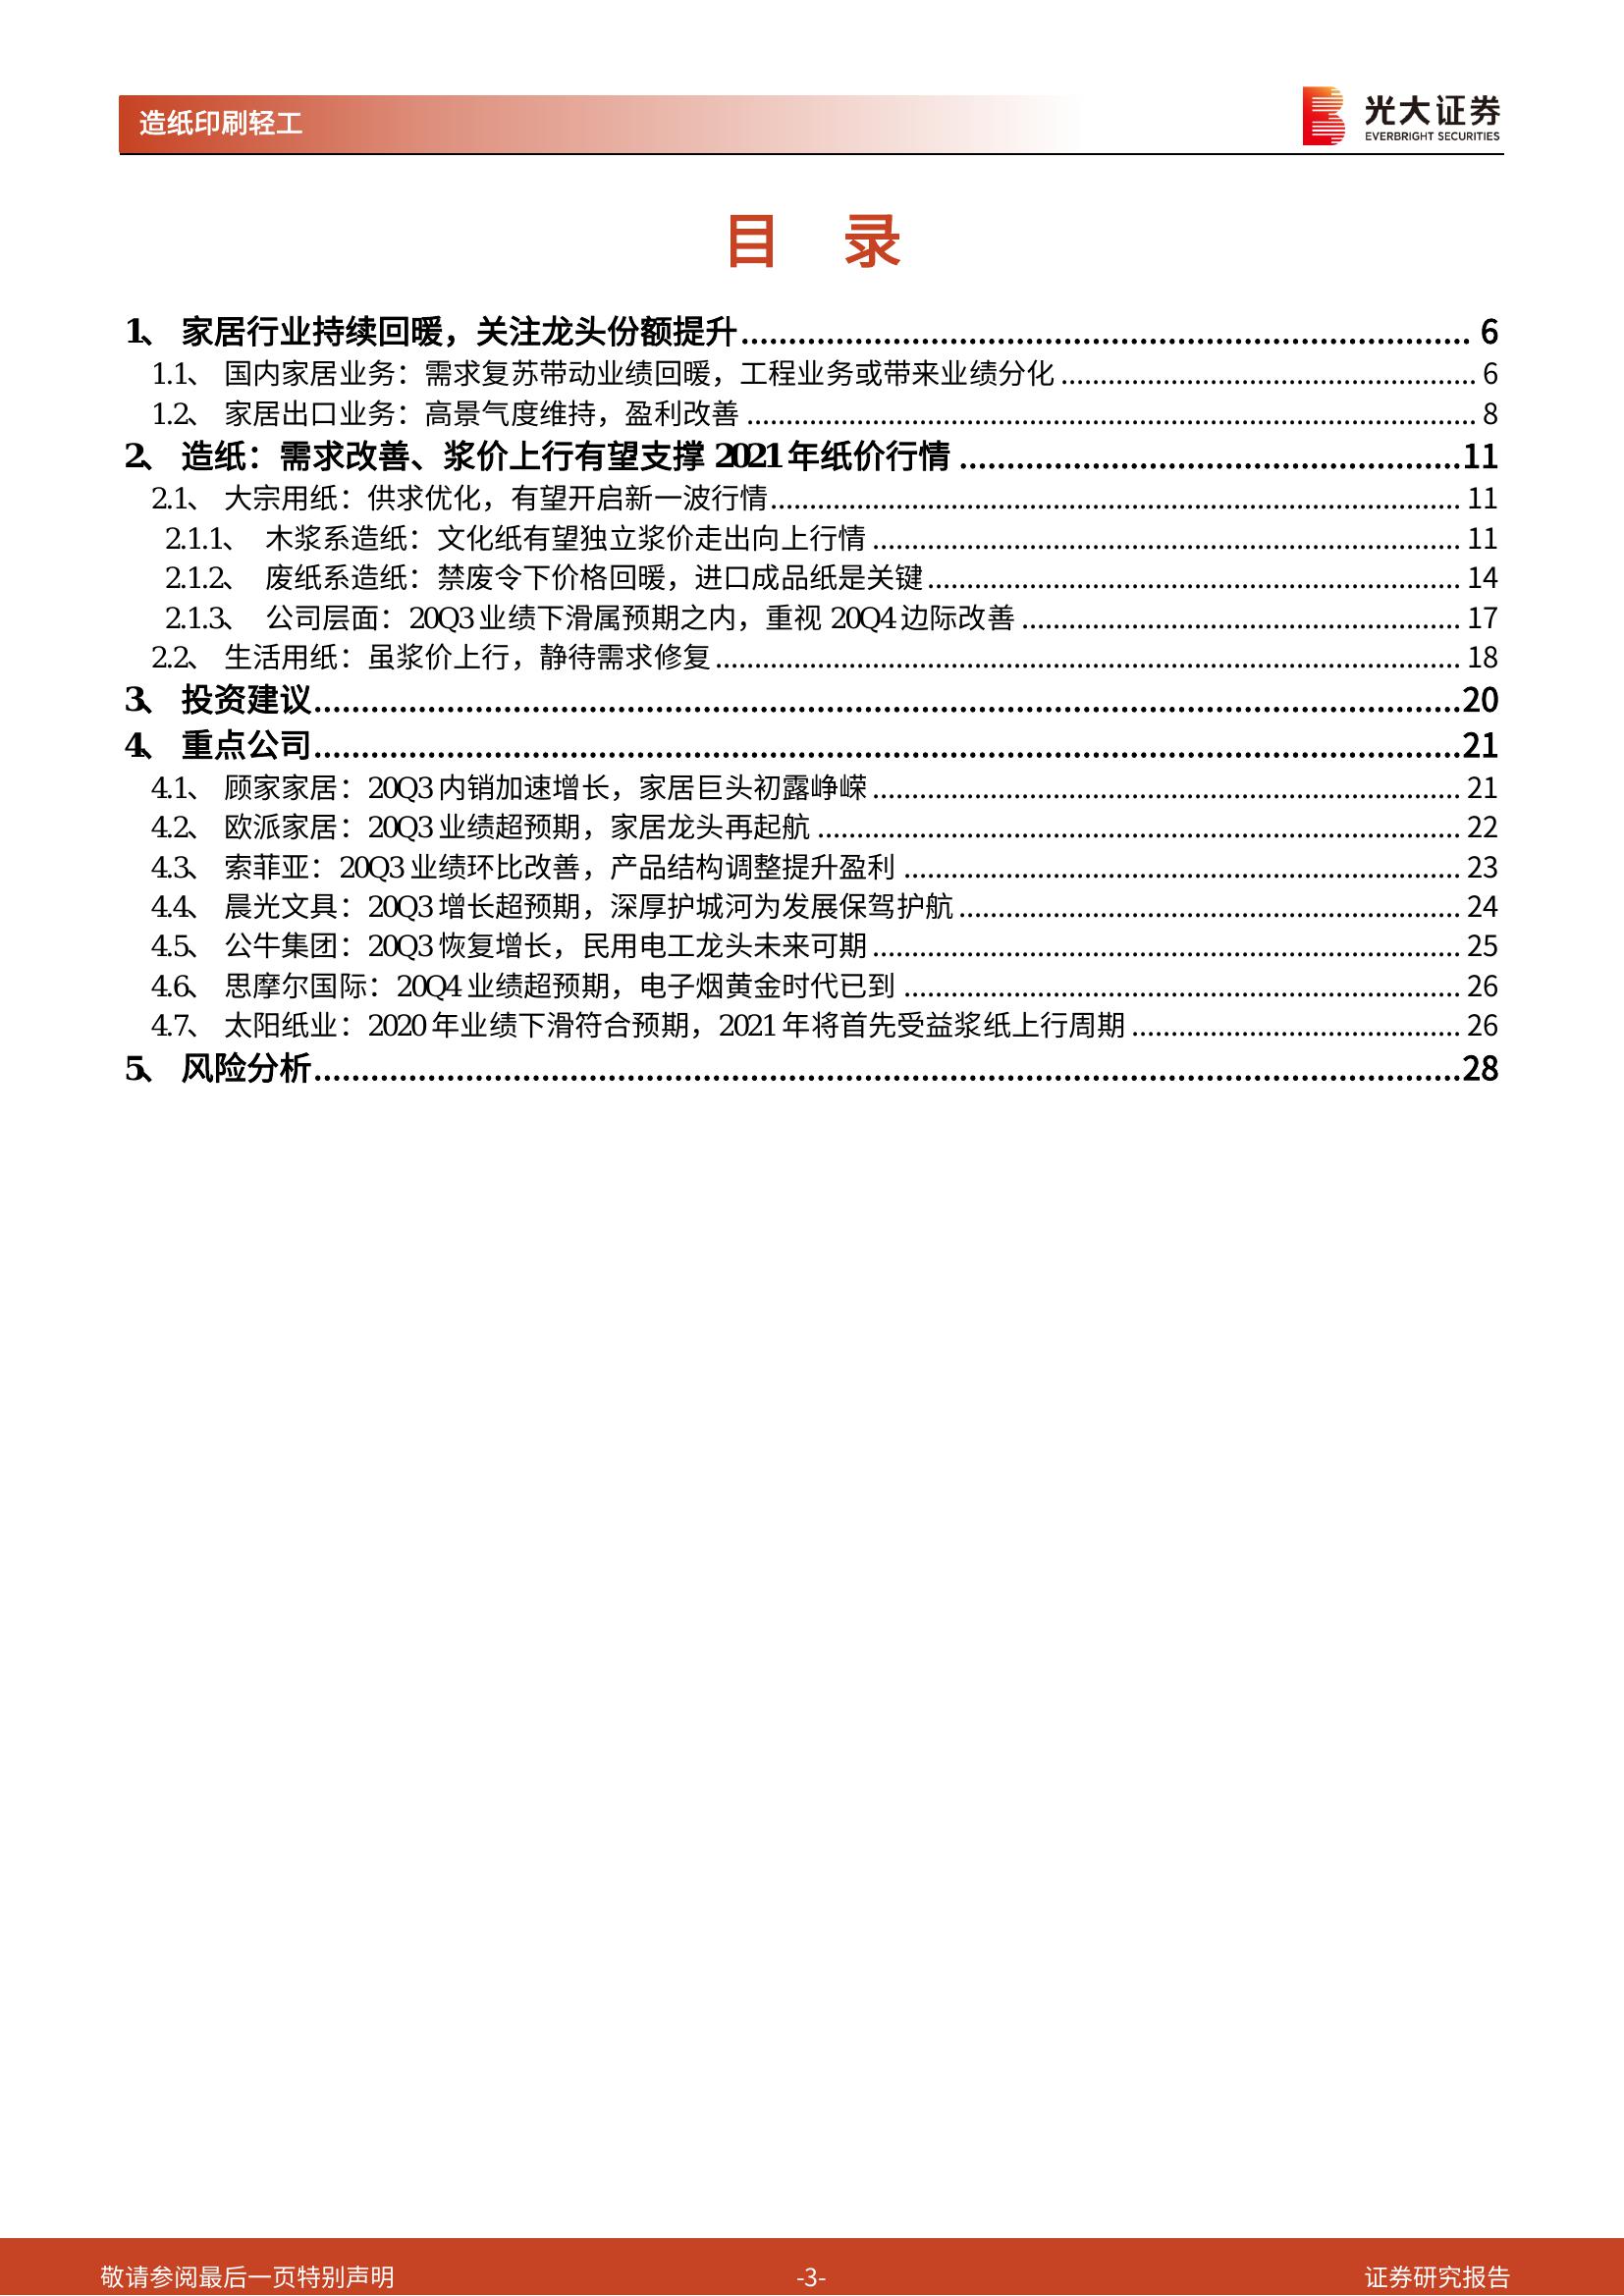 造纸印刷轻工
光大证券
EVERBRIGHT SECURITIES
目 录
1、 家居行业持续回暖，关注龙头份额提升 6
1.1、 国内家居业务：需求复苏带动业绩回暖，工程业务或带来业绩分化 6
1.2、 家居出口业务：高景气度维持，盈利改善 8
2、 造纸：需求改善、浆价上行有望支撑 2021 年纸价行情 11
2.1、 大宗用纸：供求优化，有望开启新一波行情 11
2.1.1、 木浆系造纸：文化纸有望独立浆价走出向上行情 11
2.1.2、 废纸系造纸：禁废令下价格回暖，进口成品纸是关键 14
2.1.3、 公司层面：20Q3 业绩下滑属预期之内，重视 20Q4 边际改善 17
2.2、 生活用纸：虽浆价上行，静待需求修复 18
3、 投资建议 20
4、 重点公司 21
4.1、 顾家家居：20Q3 内销加速增长，家居巨头初露峥嵘 21
4.2、 欧派家居：20Q3 业绩超预期，家居龙头再起航 22
4.3、 索菲亚：20Q3 业绩环比改善，产品结构调整提升盈利 23
4.4、 晨光文具：20Q3 增长超预期，深厚护城河为发展保驾护航 24
4.5、 公牛集团：20Q3 恢复增长，民用电工龙头未来可期 25
4.6、 思摩尔国际：20Q4 业绩超预期，电子烟黄金时代已到 26
4.7、 太阳纸业：2020 年业绩下滑符合预期，2021 年将首先受益浆纸上行周期 26
5、 风险分析 28
敬请参阅最后一页特别声明 -3- 证券研究报告